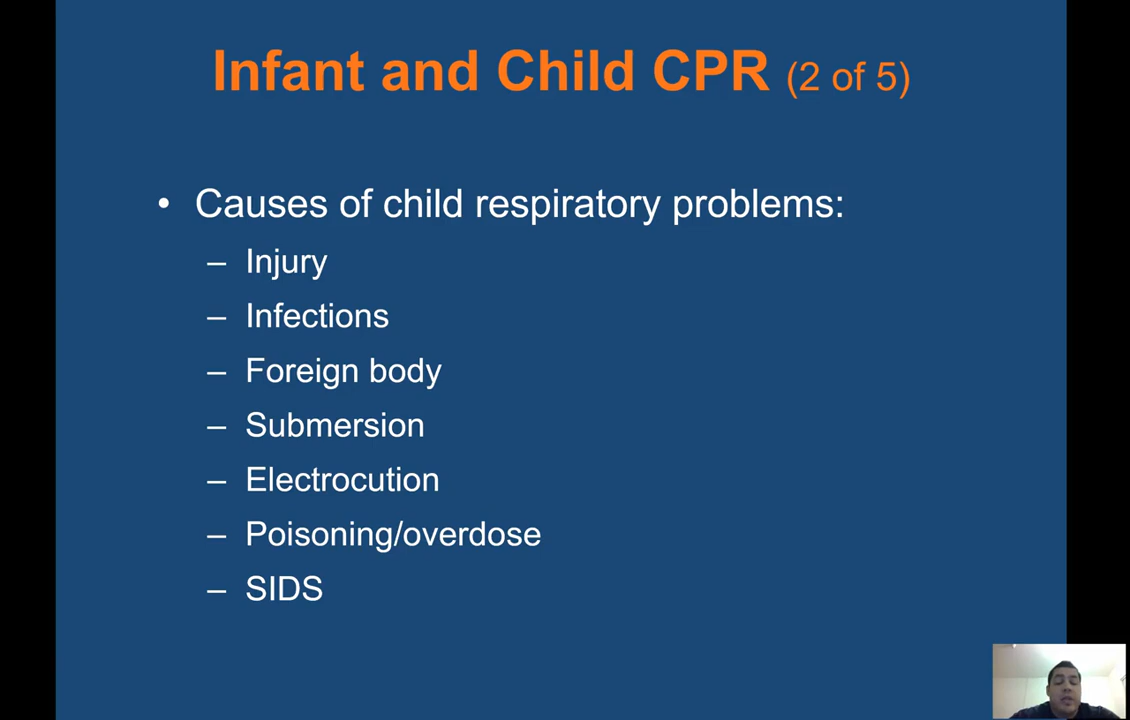 Infant and Child CPR (2 of 5)
• Causes of child respiratory problems:
– Injury
– Infections
– Foreign body
– Submersion
– Electrocution
– Poisoning/overdose
– SIDS